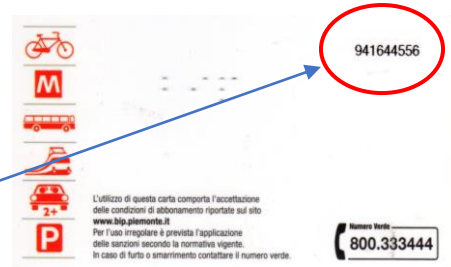 941644556
M
2+
P
L'utilizzo di questa carta comporta l'accettazione
delle condizioni di abbonamento riportate sul sito
www.bip.piemonte.it
Per l'uso irregolare è prevista l'applicazione
delle sanzioni secondo la normativa vigente.
In caso di furto o smarrimento contattare il numero verde.
Numero Verde
800.333444